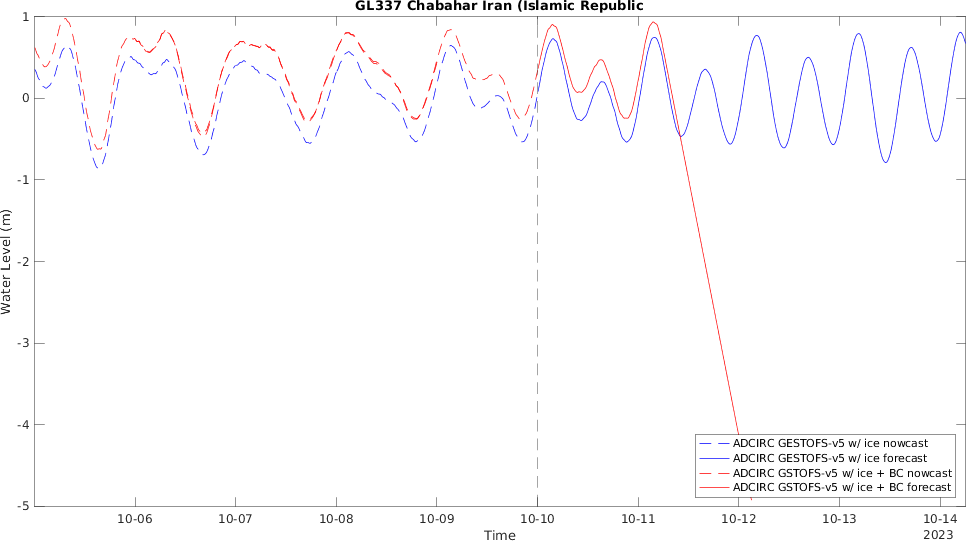 GL337 Chabahar Iran (Islamic Republic
1
0
-1
-2
-3
-4
-5
Water Level (m)
10-06 10-07 10-08 10-09 10-10 10-11 10-12 10-13 10-14
2023
Time
ADCIRC GESTOFS-v5 w/ ice nowcast
ADCIRC GESTOFS-v5 w/ ice forecast
ADCIRC GSTOFS-v5 w/ ice + BC nowcast
ADCIRC GSTOFS-v5 w/ ice + BC forecast